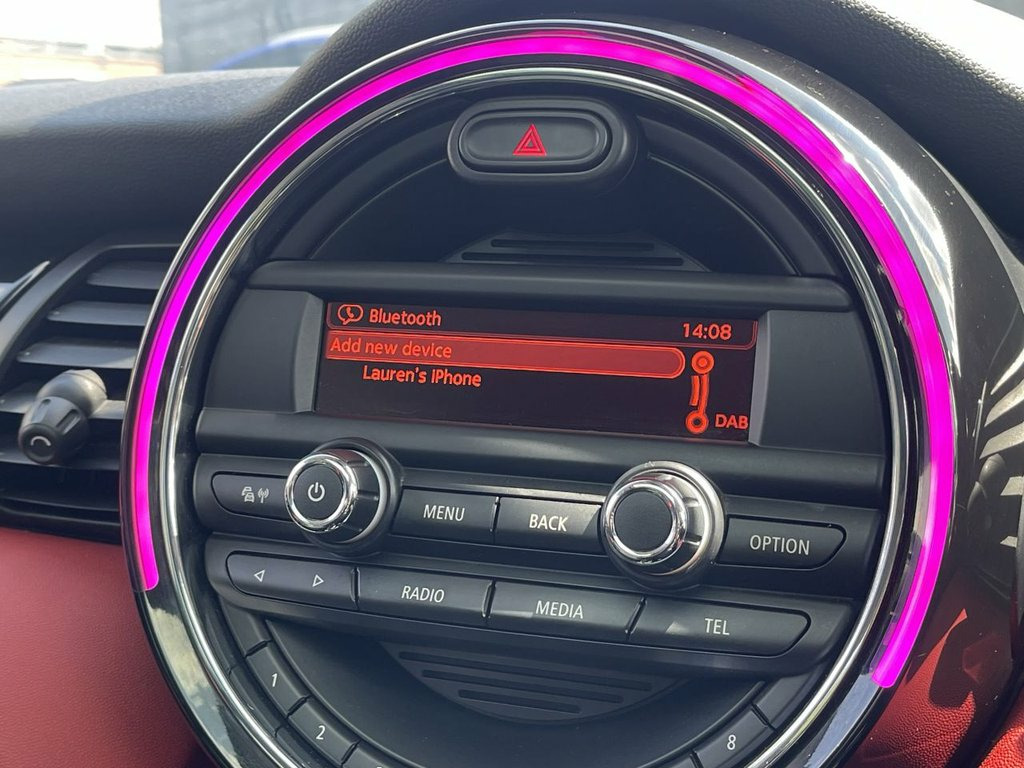 Bluetooth 14:08
Add new device
Lauren's iPhone
DAB
MENU BACK OPTION
RADIO MEDIA TEL
1
2
8